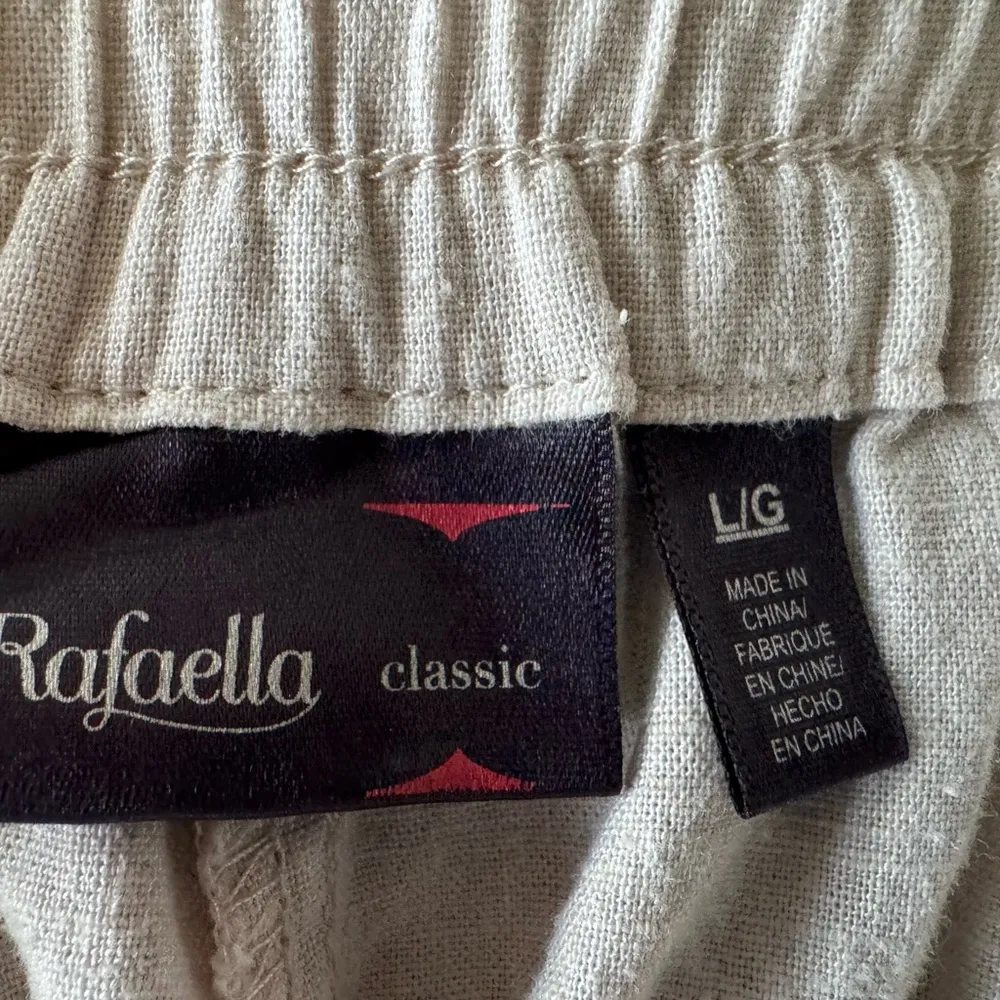 Rafaella classic
L/G
MADE IN
CHINA/
FABRIQUÉ
EN CHINE/
HECHO
EN CHINA